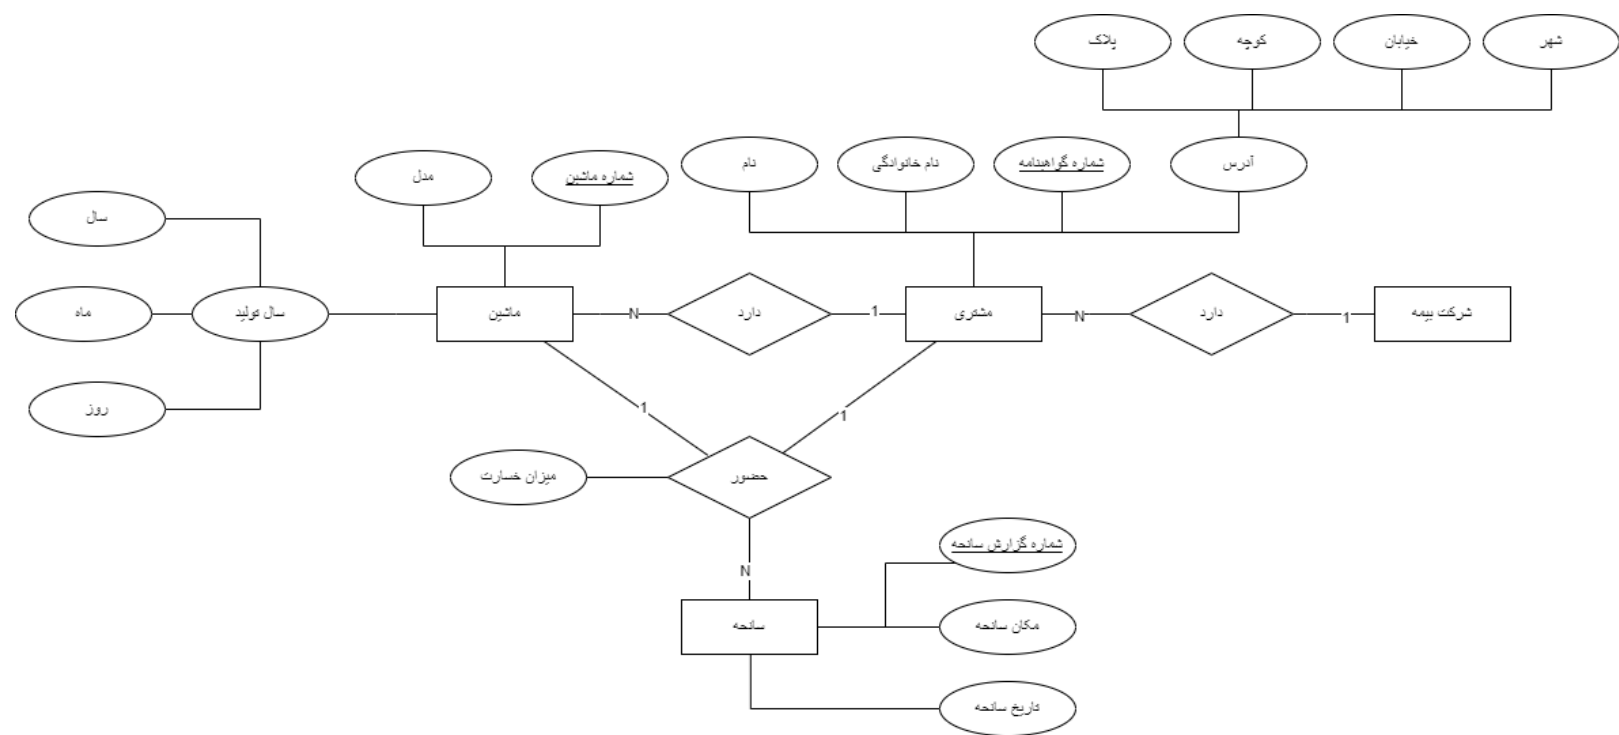 شهر
خیابان
کوچه
پلاک
آدرس
شماره گواهینامه
نام خانوادگی
نام
شماره ماشین
مدل
سال
ماه
روز
سال تولید
ماشین
N
دارد
1
مشتری
N
دارد
1
شرکت بیمه
1
1
میزان خسارت
حضور
N
شماره گزارش سانحه
سانحه
مکان سانحه
تاریخ سانحه